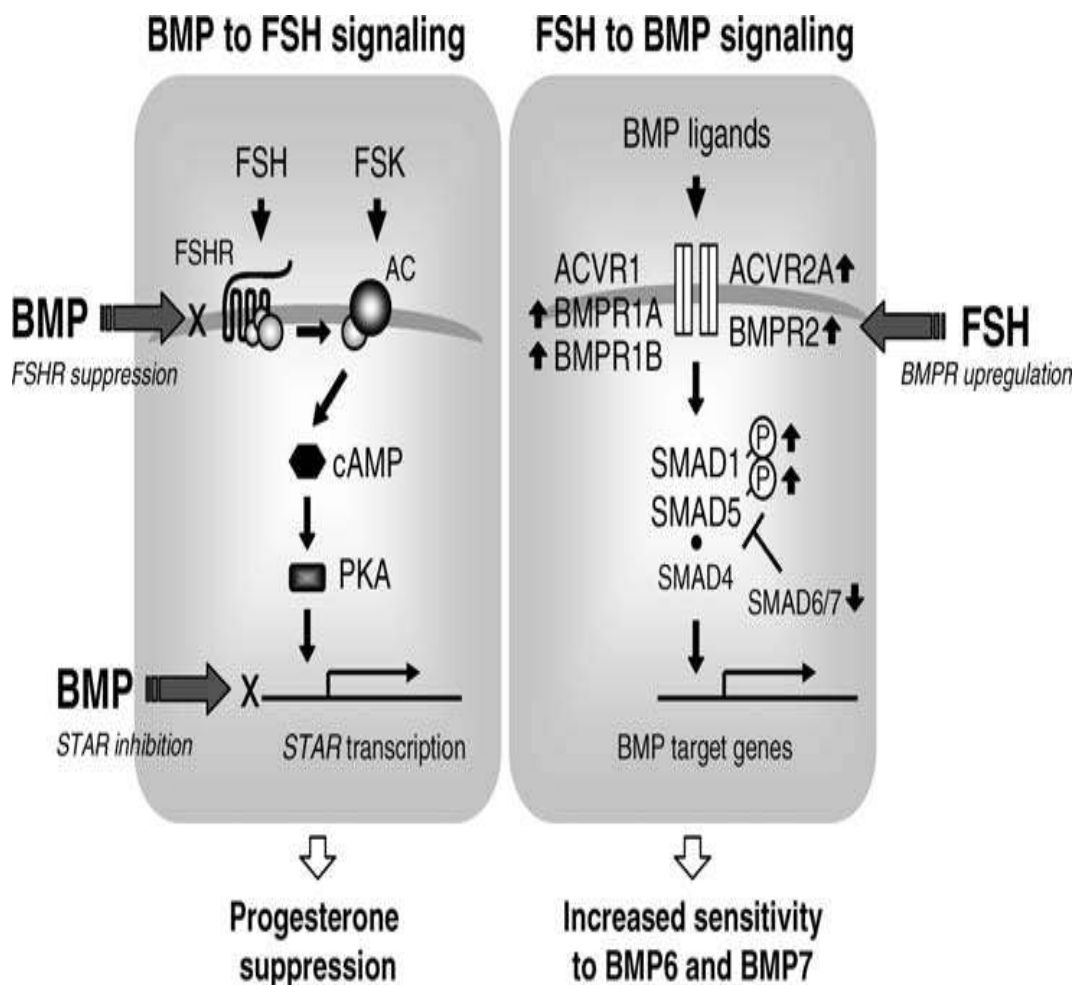 BMP to FSH signaling
FSH FSK
FSHR
AC
BMP X
FSHR suppression
cAMP
PKA
BMP X
STAR inhibition
STAR transcription
Progesterone
suppression
FSH to BMP signaling
BMP ligands
ACVR1 ACVR2A
BMPR1A
BMPR2
BMPR1B
FSH
BMPR upregulation
P
SMAD1
P
SMAD5
SMAD4
SMAD6/7
BMP target genes
Increased sensitivity
to BMP6 and BMP7